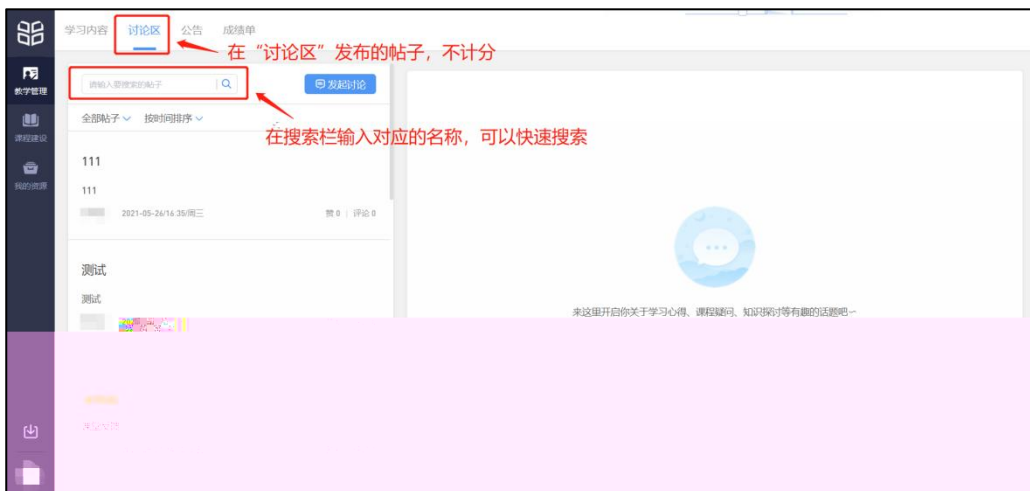 学习内容 讨论区 公告 成绩单
在“讨论区”发布的帖子，不计分
教学管理
请输入要搜索的帖子
发起讨论
全部帖子 按时间排序
在搜索栏输入对应的名称，可以快速搜索
课程建设
111
我的资源
111
2021-05-26/16:35/周三 赞 0 | 评论 0
测试
测试
来这里开启你关于学习心得、课程疑问、知识探讨等有趣的话题吧~